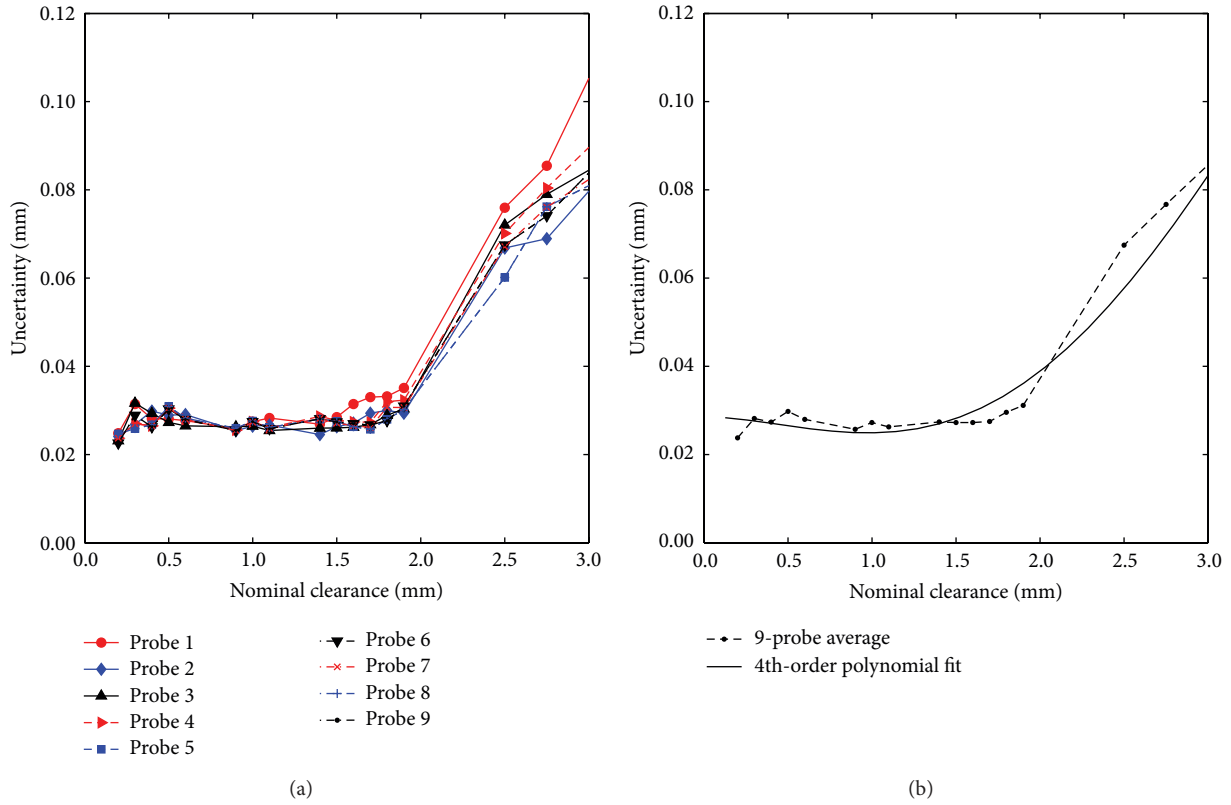 0.12
0.10
0.08
0.06
0.04
0.02
0.00
Uncertainty (mm)
0.0 0.5 1.0 1.5 2.0 2.5 3.0
Nominal clearance (mm)
Probe 1
Probe 2
Probe 3
Probe 4
Probe 5
Probe 6
Probe 7
Probe 8
Probe 9
(a)
0.12
0.10
0.08
0.06
0.04
0.02
0.00
Uncertainty (mm)
0.0 0.5 1.0 1.5 2.0 2.5 3.0
Nominal clearance (mm)
9-probe average
4th-order polynomial fit
(b)